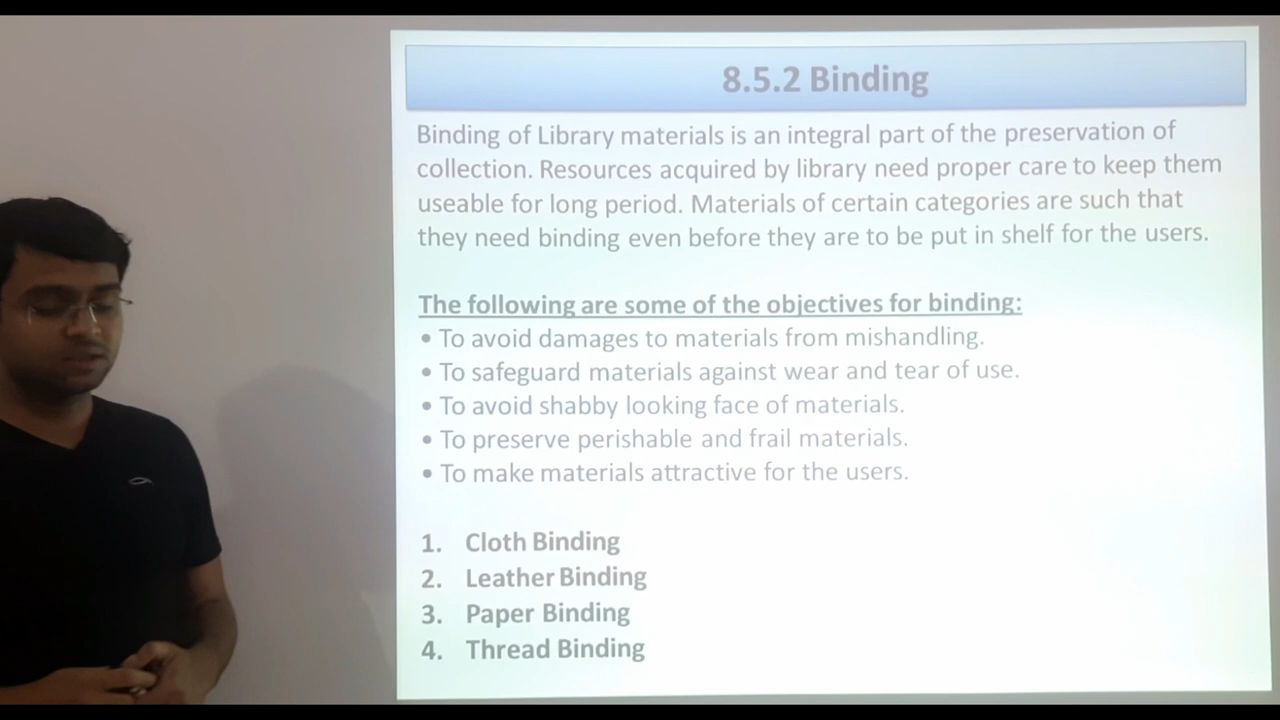 8.5.2 Binding
Binding of Library materials is an integral part of the preservation of
collection. Resources acquired by library need proper care to keep them
useable for long period. Materials of certain categories are such that
they need binding even before they are to be put in shelf for the users.
The following are some of the objectives for binding:
• To avoid damages to materials from mishandling.
• To safeguard materials against wear and tear of use.
• To avoid shabby looking face of materials.
• To preserve perishable and frail materials.
• To make materials attractive for the users.
1. Cloth Binding
2. Leather Binding
3. Paper Binding
4. Thread Binding